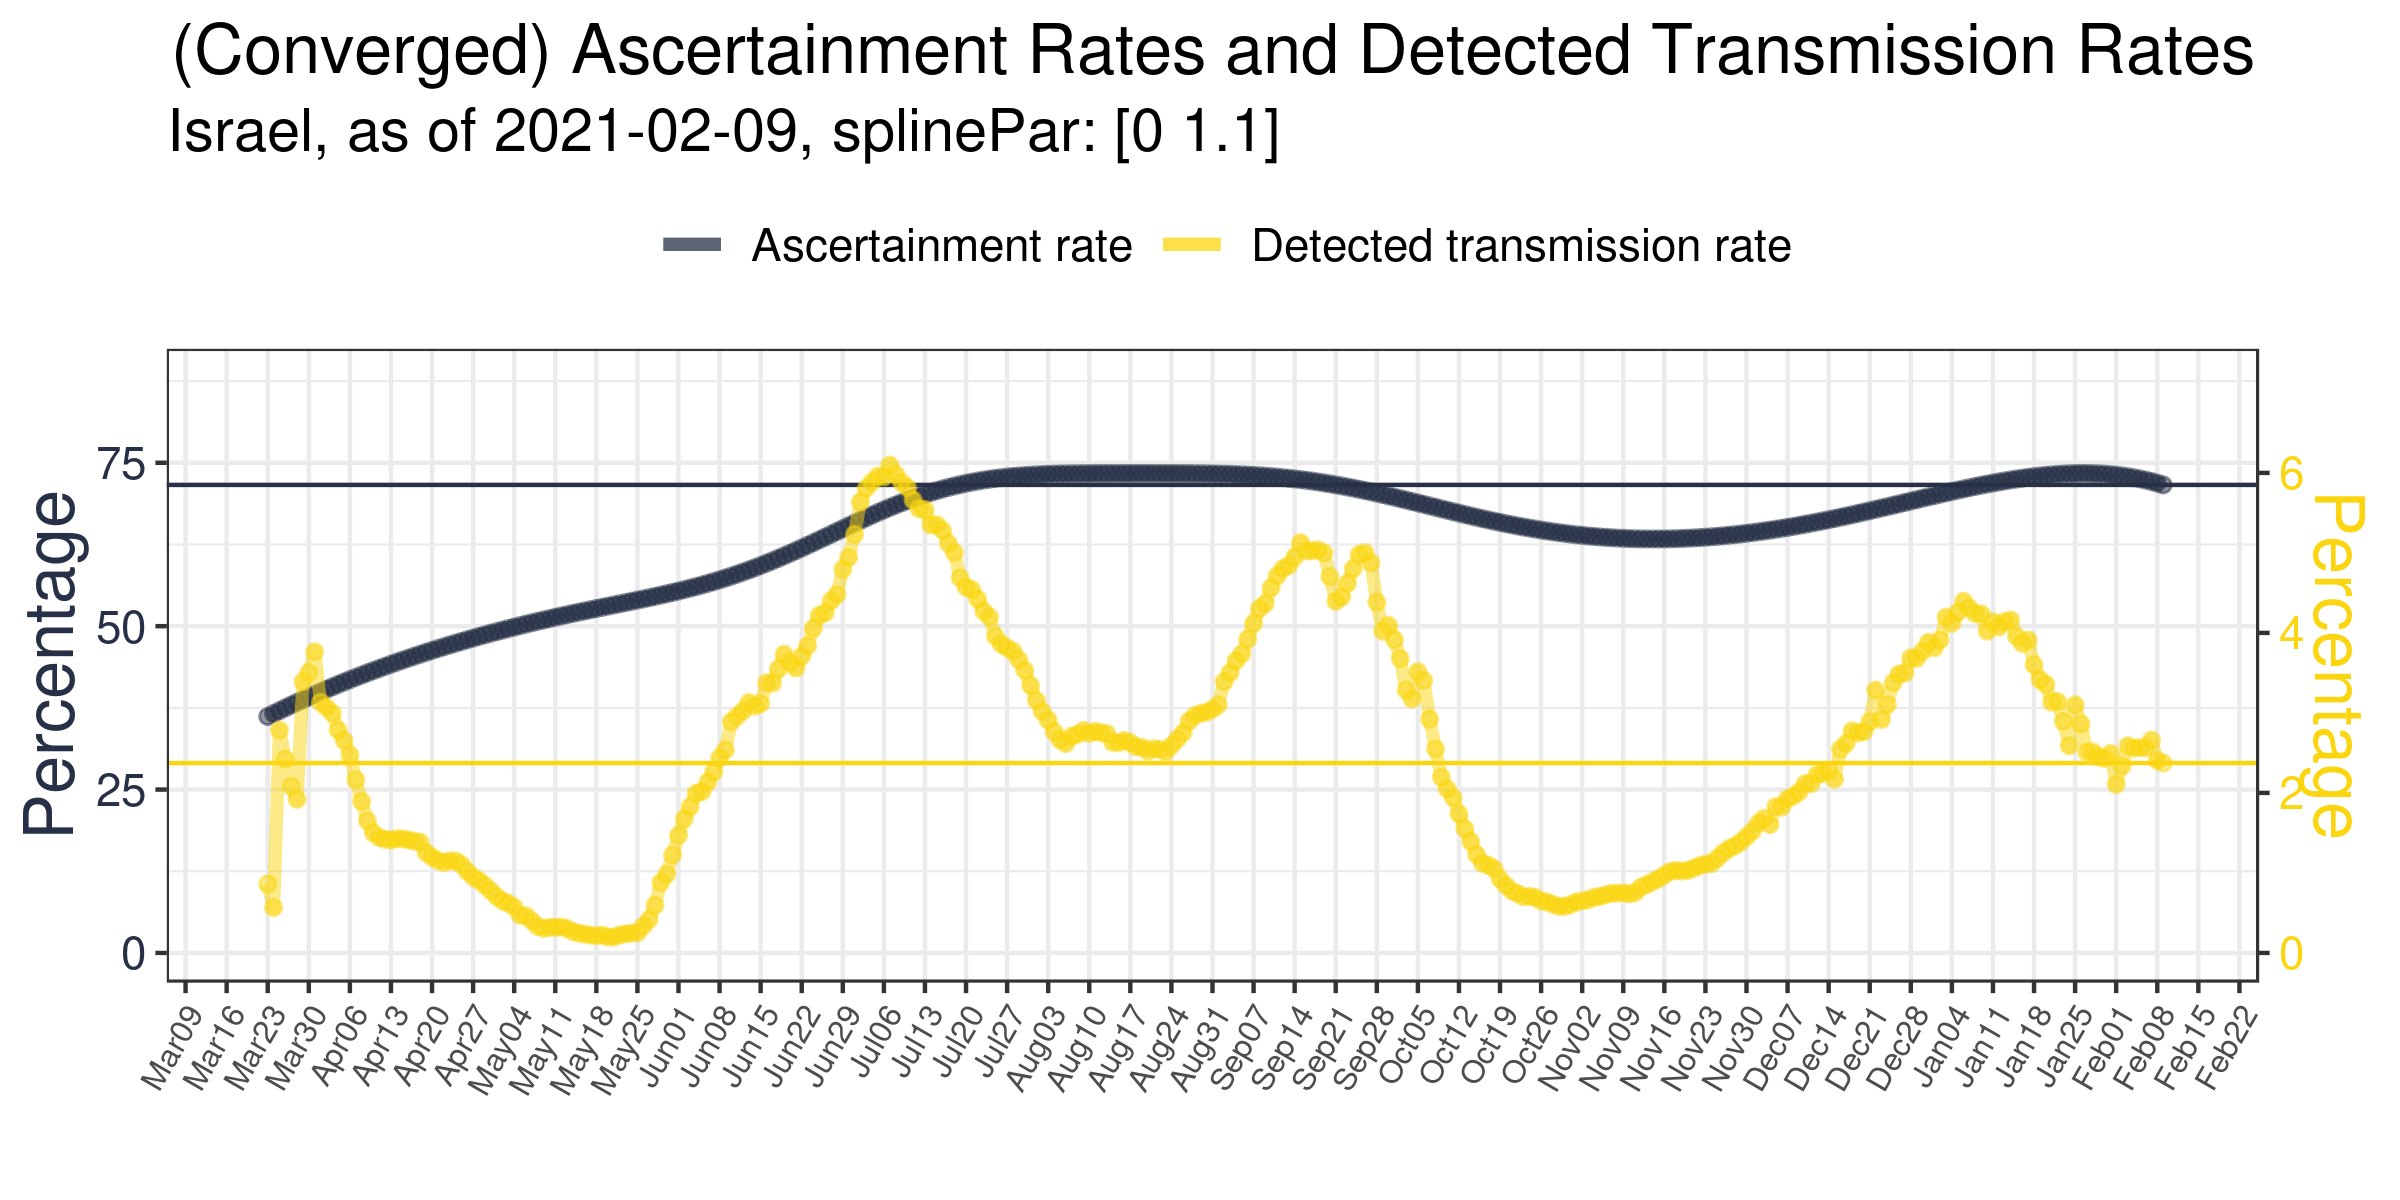 (Converged) Ascertainment Rates and Detected Transmission Rates
Israel, as of 2021-02-09, splinePar: [0 1.1]
Ascertainment rate Detected transmission rate
Percentage
75
50
25
0
6
4
2
0
Percentage
Mar09 Mar16 Mar23 Mar30 Apr06 Apr13 Apr20 Apr27 May04 May11 May18 May25 Jun01 Jun08 Jun15 Jun22 Jun29 Jul06 Jul13 Jul20 Jul27 Aug03 Aug10 Aug17 Aug24 Aug31 Sep07 Sep14 Sep21 Sep28 Oct05 Oct12 Oct19 Oct26 Nov02 Nov09 Nov16 Nov23 Nov30 Dec07 Dec14 Dec21 Dec28 Jan04 Jan11 Jan18 Jan25 Feb01 Feb08 Feb15 Feb22